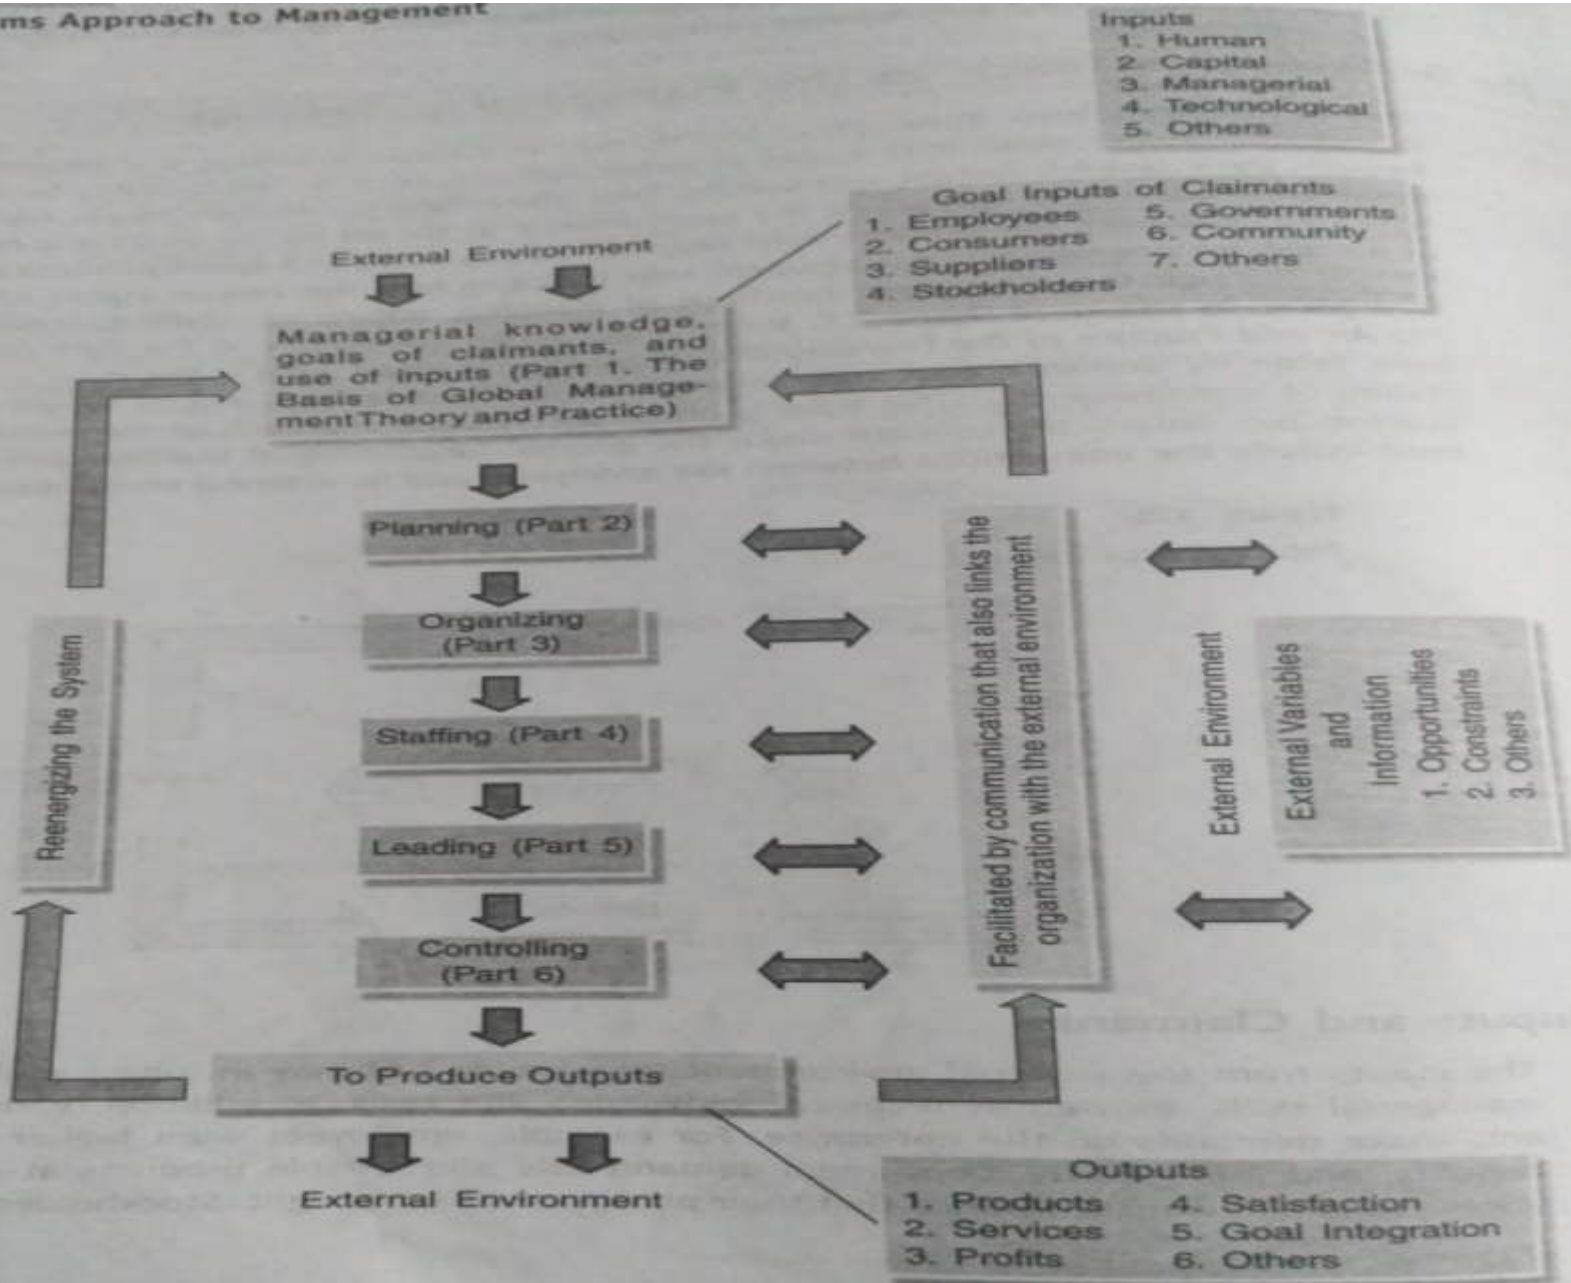 ms Approach to Management
Inputs
1. Human
2. Capital
3. Managerial
4. Technological
5. Others
Goal Inputs of Claimants
1. Employees
2. Consumers
3. Suppliers
4. Stockholders
5. Governments
6. Community
7. Others
External Environment
Managerial knowledge,
goals of claimants, and
use of inputs (Part 1. The
Basis of Global Manage-
ment Theory and Practice)
Planning (Part 2)
Organizing
(Part 3)
Staffing (Part 4)
Leading (Part 5)
Controlling
(Part 6)
To Produce Outputs
External Environment
Reenergizing the System
Facilitated by communication that also links the
organization with the external environment
External Environment
External Variables
and
Information
1. Opportunities
2. Constraints
3. Others
Outputs
1. Products
2. Services
3. Profits
4. Satisfaction
5. Goal Integration
6. Others